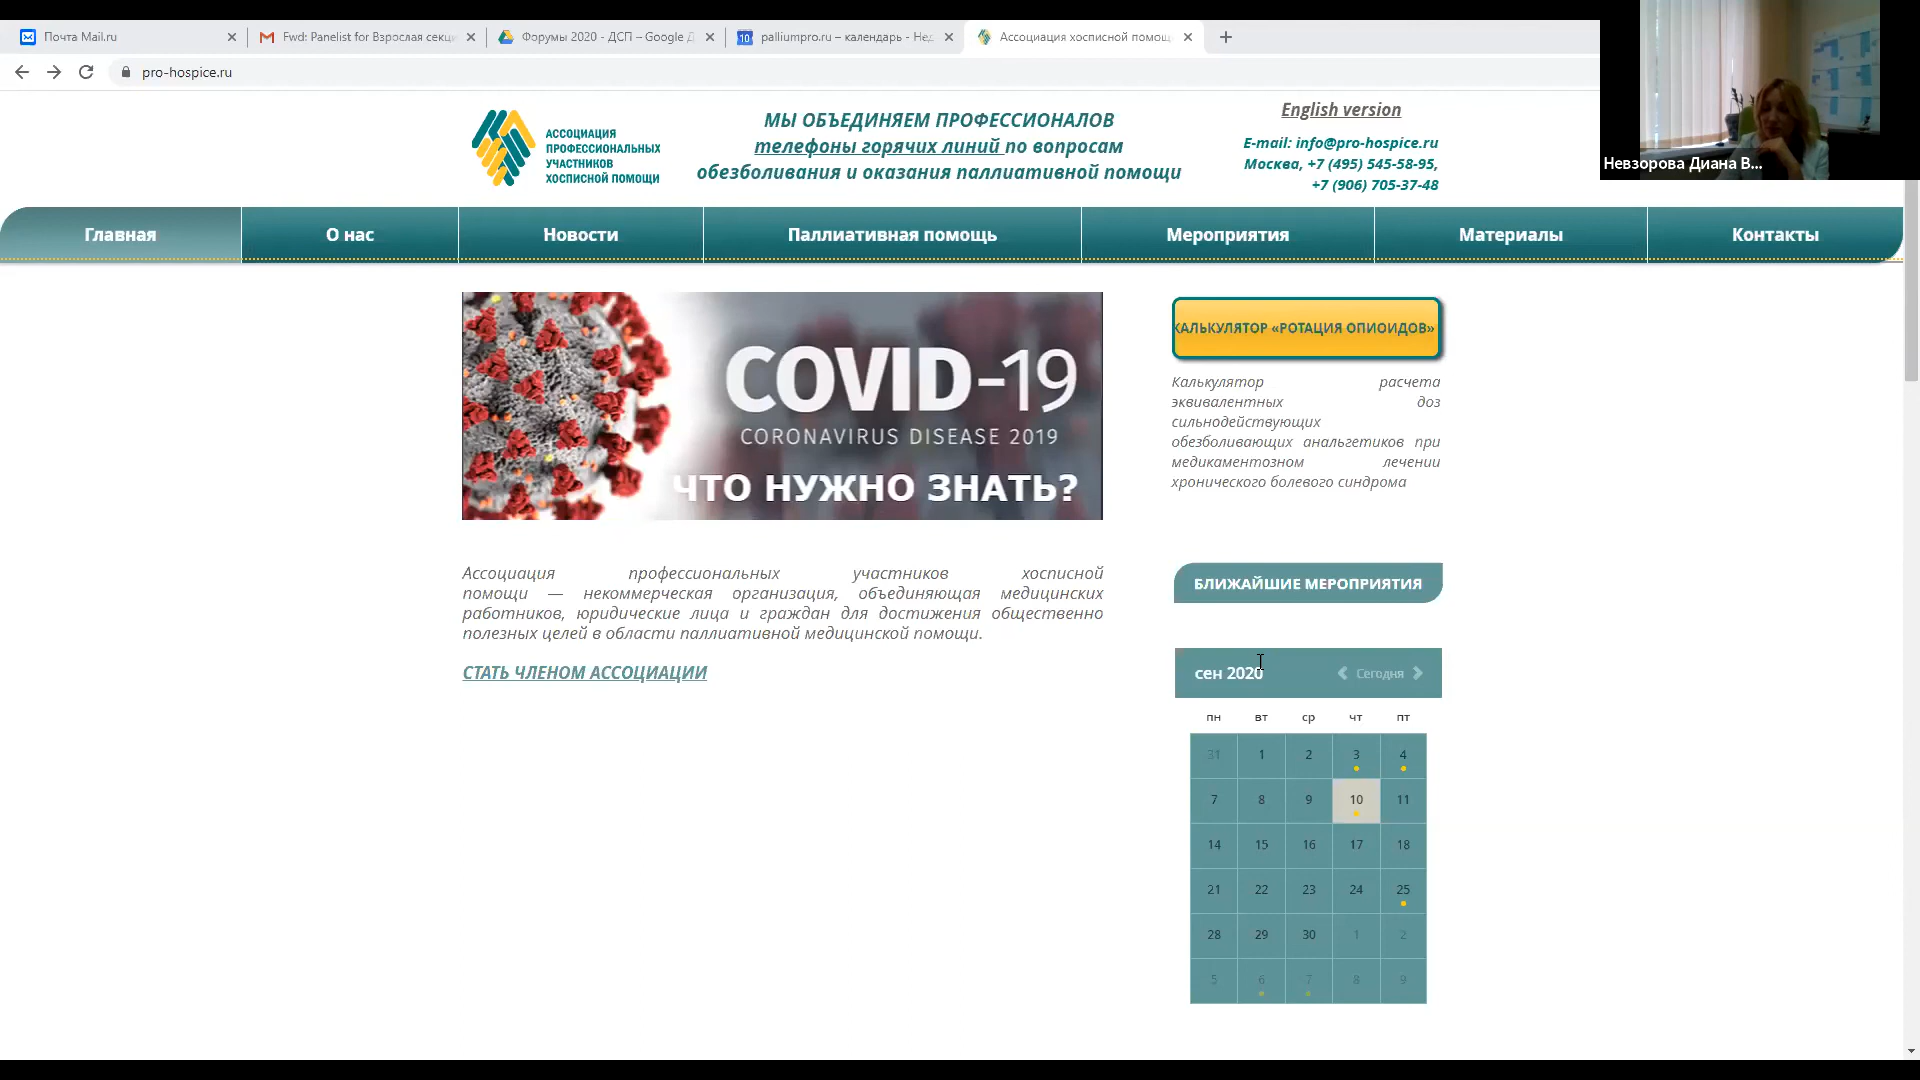 Почта Mail.ru
Fwd: Panelist for Взрослая секци
Форумы 2020 - ДСП – Google Д
palliumpro.ru – календарь - Нед
Ассоциация хосписной помощ
pro-hospice.ru
Невзорова Диана В...
АССОЦИАЦИЯ
ПРОФЕССИОНАЛЬНЫХ
УЧАСТНИКОВ
ХОСПИСНОЙ ПОМОЩИ
МЫ ОБЪЕДИНЯЕМ ПРОФЕССИОНАЛОВ
телефоны горячих линий по вопросам
обезболивания и оказания паллиативной помощи
English version
E-mail: info@pro-hospice.ru
Москва, +7 (495) 545-58-95,
+7 (906) 705-37-48
Главная О нас Новости Паллиативная помощь Мероприятия Материалы Контакты
COVID-19
CORONAVIRUS DISEASE 2019
ЧТО НУЖНО ЗНАТЬ?
Ассоциация профессиональных участников хосписной
помощи — некоммерческая организация, объединяющая медицинских
работников, юридические лица и граждан для достижения общественно
полезных целей в области паллиативной медицинской помощи.
СТАТЬ ЧЛЕНОМ АССОЦИАЦИИ
КАЛЬКУЛЯТОР «РОТАЦИЯ ОПИОИДОВ»
Калькулятор расчета
эквивалентных доз
сильнодействующих
обезболивающих анальгетиков при
медикаментозном лечении
хронического болевого синдрома
БЛИЖАЙШИЕ МЕРОПРИЯТИЯ
сен 2020 Сегодня
пн вт ср чт пт
31 1 2 3 4
7 8 9 10 11
14 15 16 17 18
21 22 23 24 25
28 29 30 1 2
5 6 7 8 9